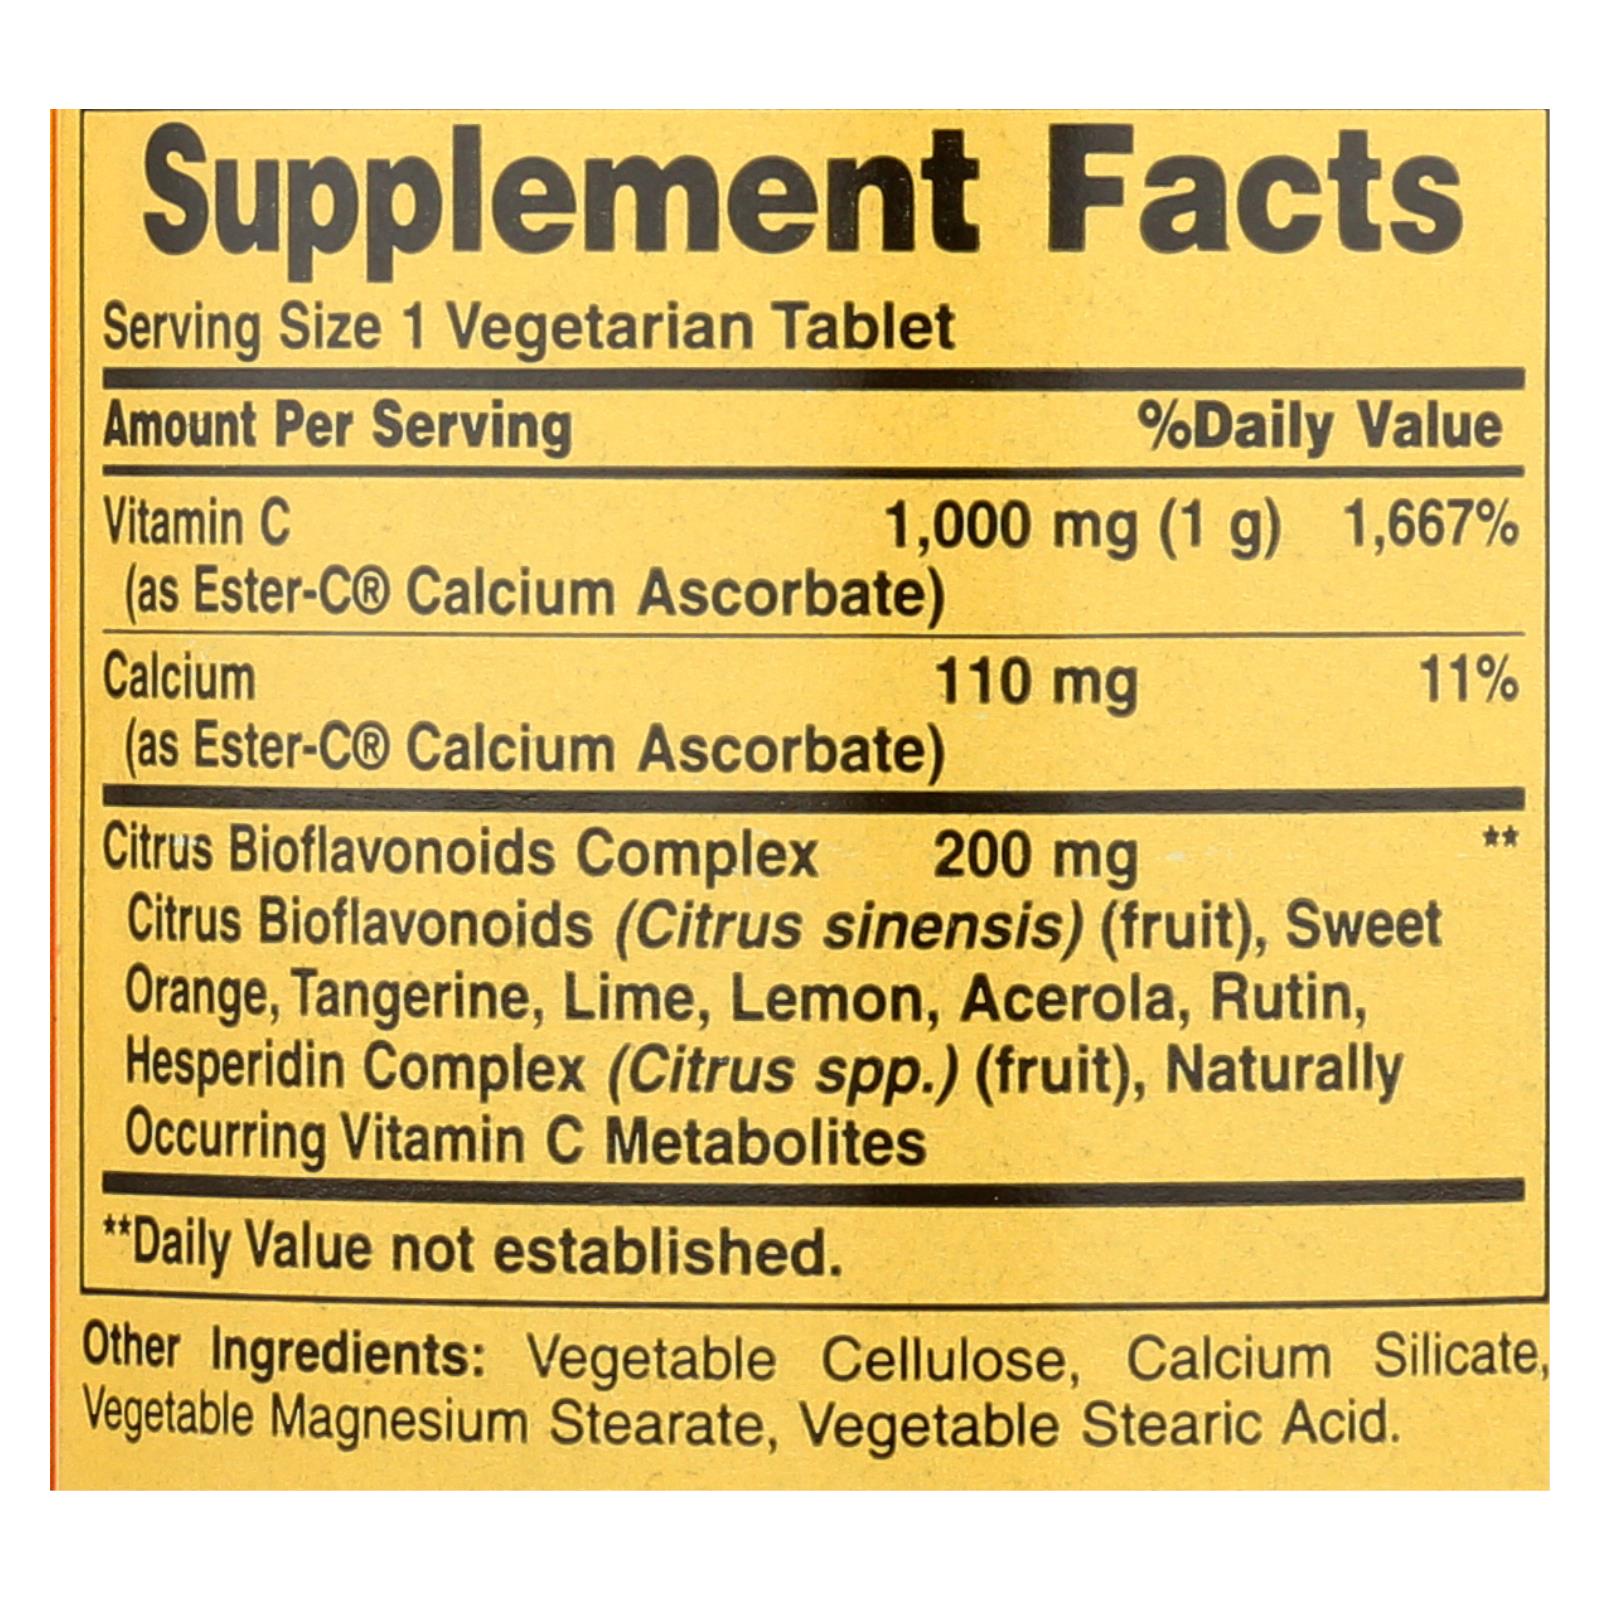 Supplement Facts
Serving Size 1 Vegetarian Tablet
Amount Per Serving %Daily Value
Vitamin C 1,000 mg (1 g) 1,667%
(as Ester-C® Calcium Ascorbate)
Calcium 110 mg 11%
(as Ester-C® Calcium Ascorbate)
Citrus Bioflavonoids Complex 200 mg **
Citrus Bioflavonoids (Citrus sinensis) (fruit), Sweet
Orange, Tangerine, Lime, Lemon, Acerola, Rutin,
Hesperidin Complex (Citrus spp.) (fruit), Naturally
Occurring Vitamin C Metabolites
**Daily Value not established.
Other Ingredients: Vegetable Cellulose, Calcium Silicate,
Vegetable Magnesium Stearate, Vegetable Stearic Acid.